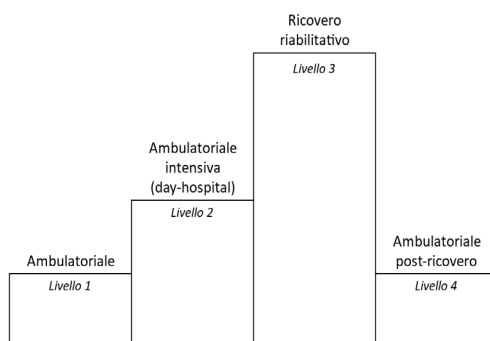 Ricovero
riabilitativo
Livello 3
Ambulatoriale
intensiva
(day-hospital)
Livello 2
Ambulatoriale
Livello 1
Ambulatoriale
post-ricovero
Livello 4